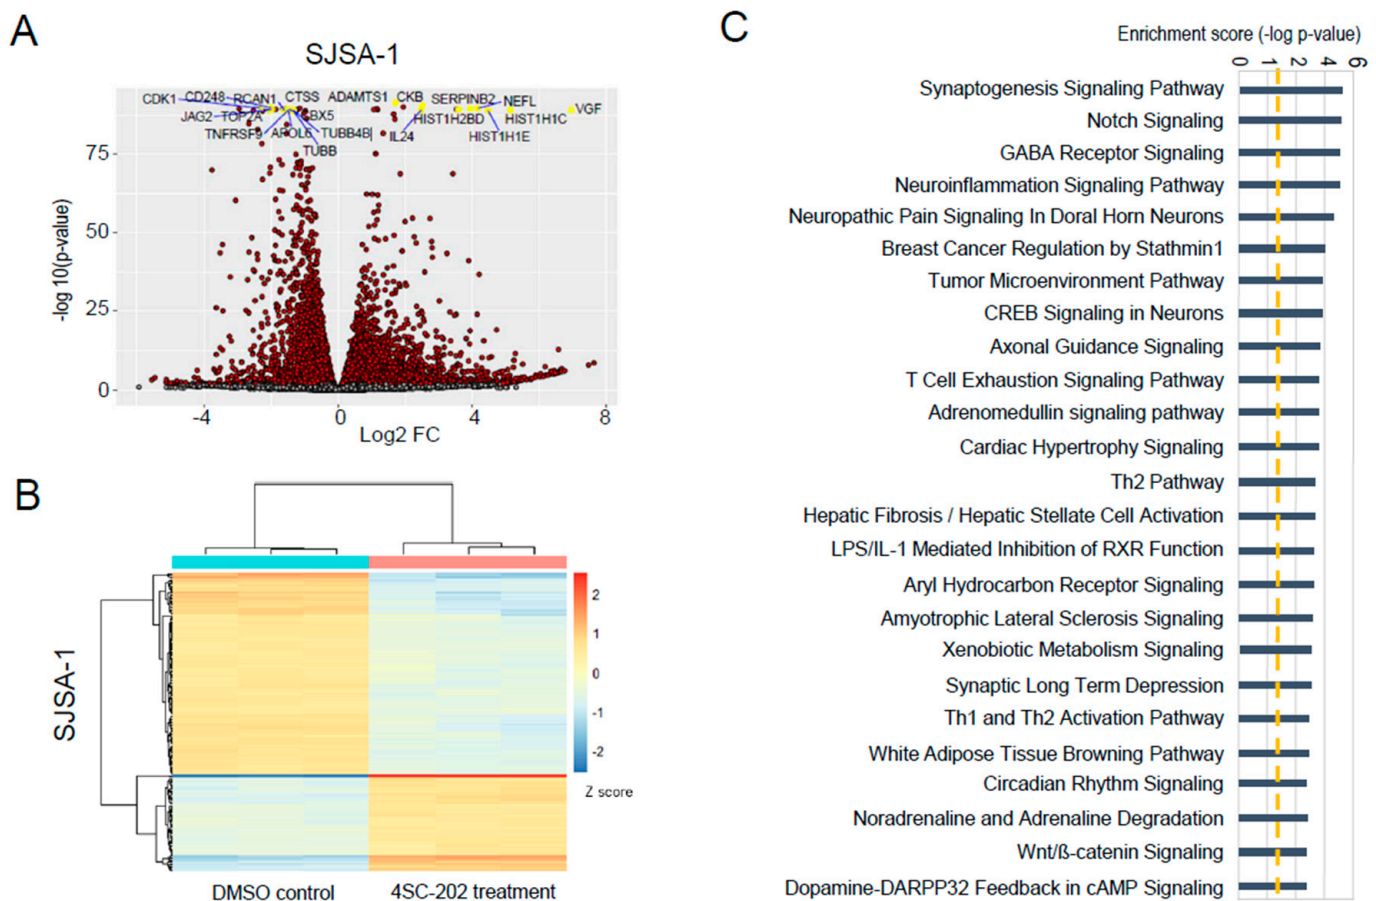 A
SJSA-1
CDK1 CD248 RCAN1 CTSS ADAMTS1 CKB SERPINB2 NEFL VGF
JAG2 TOP2A CBX5 HIST1H2BD HIST1H1C
TNFRSF9 APOL6 TUBB4B| IL24 HIST1H1E
TUBB
75
50
25
0
-log 10(p-value)
-4 0 4 8
Log2 FC
B
SJSA-1
2
1
0
-1
-2
Z score
DMSO control 4SC-202 treatment
C
Enrichment score (-log p-value)
0 1 2 4 6
Synaptogenesis Signaling Pathway
Notch Signaling
GABA Receptor Signaling
Neuroinflammation Signaling Pathway
Neuropathic Pain Signaling In Doral Horn Neurons
Breast Cancer Regulation by Stathmin1
Tumor Microenvironment Pathway
CREB Signaling in Neurons
Axonal Guidance Signaling
T Cell Exhaustion Signaling Pathway
Adrenomedullin signaling pathway
Cardiac Hypertrophy Signaling
Th2 Pathway
Hepatic Fibrosis / Hepatic Stellate Cell Activation
LPS/IL-1 Mediated Inhibition of RXR Function
Aryl Hydrocarbon Receptor Signaling
Amyotrophic Lateral Sclerosis Signaling
Xenobiotic Metabolism Signaling
Synaptic Long Term Depression
Th1 and Th2 Activation Pathway
White Adipose Tissue Browning Pathway
Circadian Rhythm Signaling
Noradrenaline and Adrenaline Degradation
Wnt/ß-catenin Signaling
Dopamine-DARPP32 Feedback in cAMP Signaling